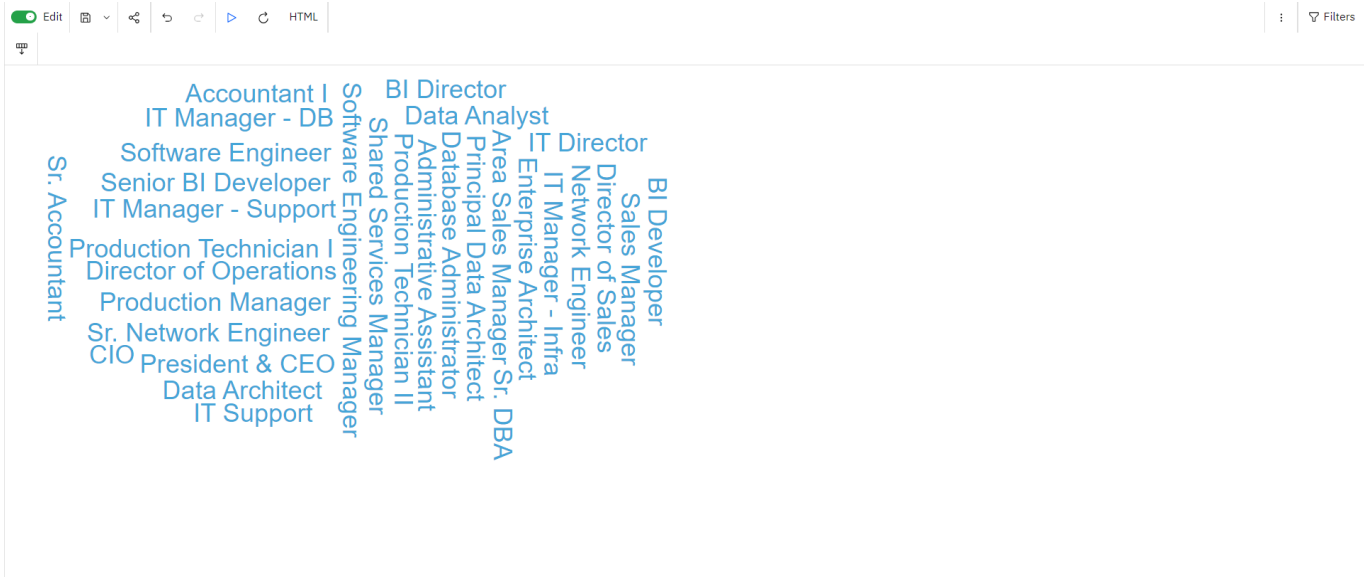 Edit
HTML
Filters
Accountant I
IT Manager - DB
Software Engineer
Senior BI Developer
IT Manager - Support
Sr. Accountant
Production Technician I
Director of Operations
Production Manager
Sr. Network Engineer
CIO
President & CEO
Data Architect
IT Support
Software Engineering Manager
Shared Services Manager
BI Director
Data Analyst
Production Technician II
Administrative Assistant
Database Administrator
Principal Data Architect
Area Sales Manager
Sr. DBA
IT Director
Enterprise Architect
IT Manager - Infra
Network Engineer
Director of Sales
Sales Manager
BI Developer